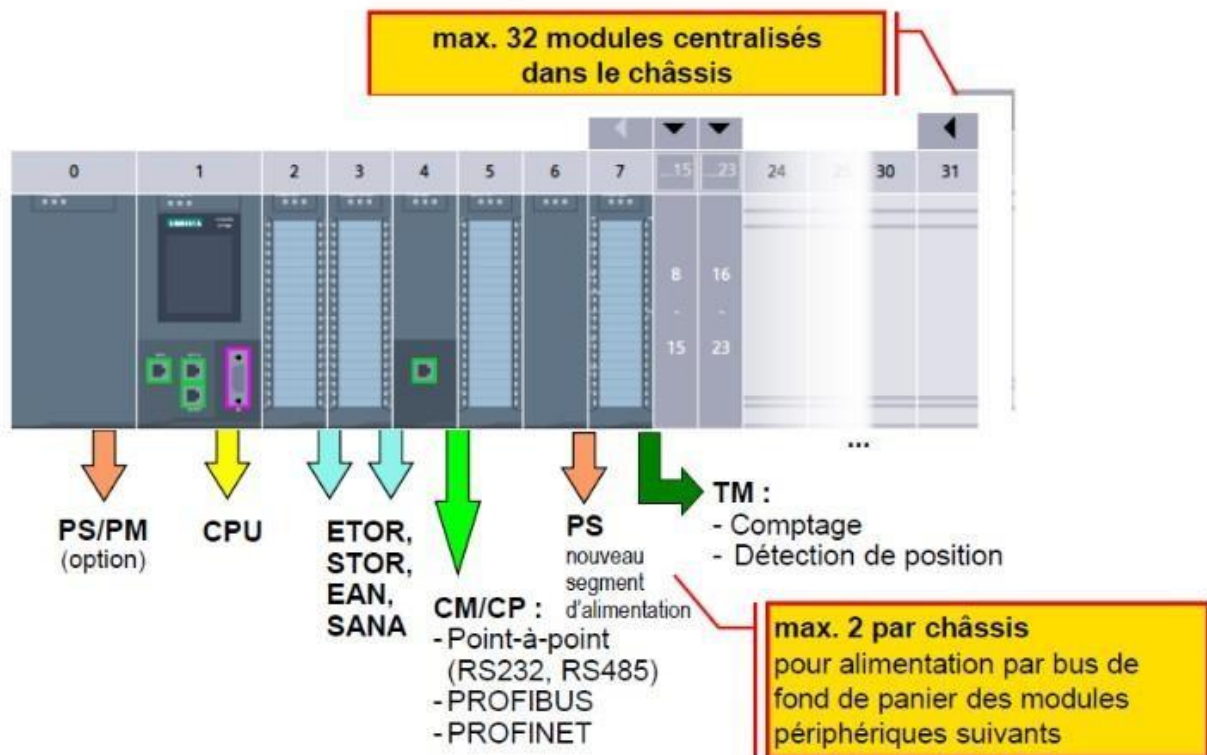 max. 32 modules centralisés
dans le châssis
0 1 2 3 4 5 6 7 ...15 ...23 24 30 31
8 16
- -
15 23
...
PS/PM
(option)
CPU
ETOR,
STOR,
EAN,
SANA
CM/CP :
- Point-à-point
(RS232, RS485)
- PROFIBUS
- PROFINET
PS
nouveau
segment
d'alimentation
TM :
- Comptage
- Détection de position
max. 2 par châssis
pour alimentation par bus de
fond de panier des modules
périphériques suivants